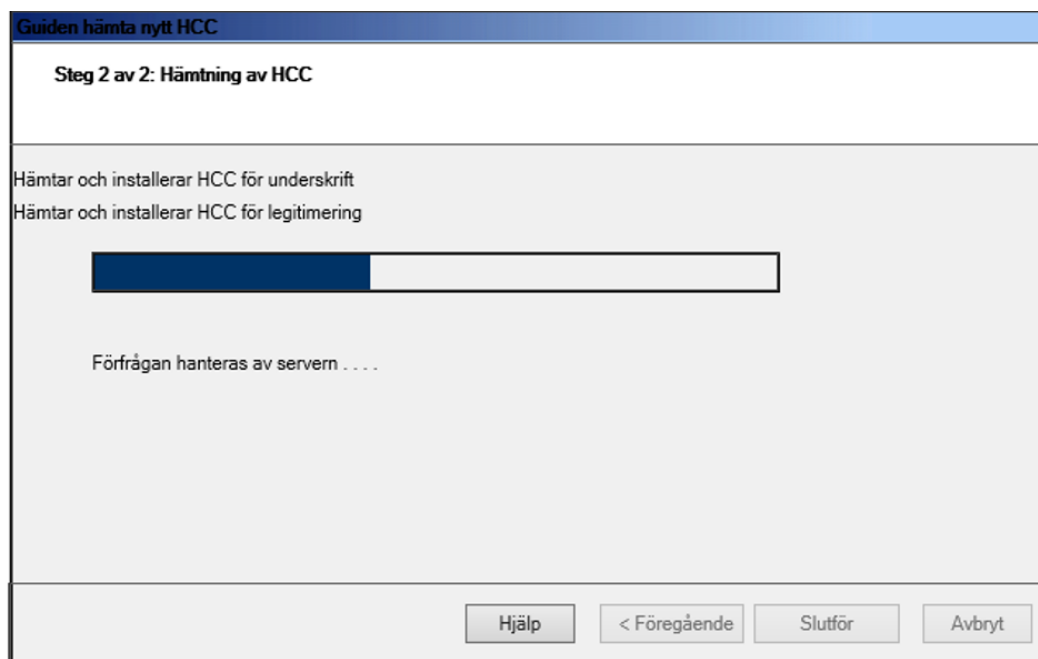 Guiden hämta nytt HCC
Steg 2 av 2: Hämtning av HCC
Hämtar och installerar HCC för underskrift
Hämtar och installerar HCC för legitimering
Förfrågan hanteras av servern . . . .
Hjälp < Föregående Slutför Avbryt